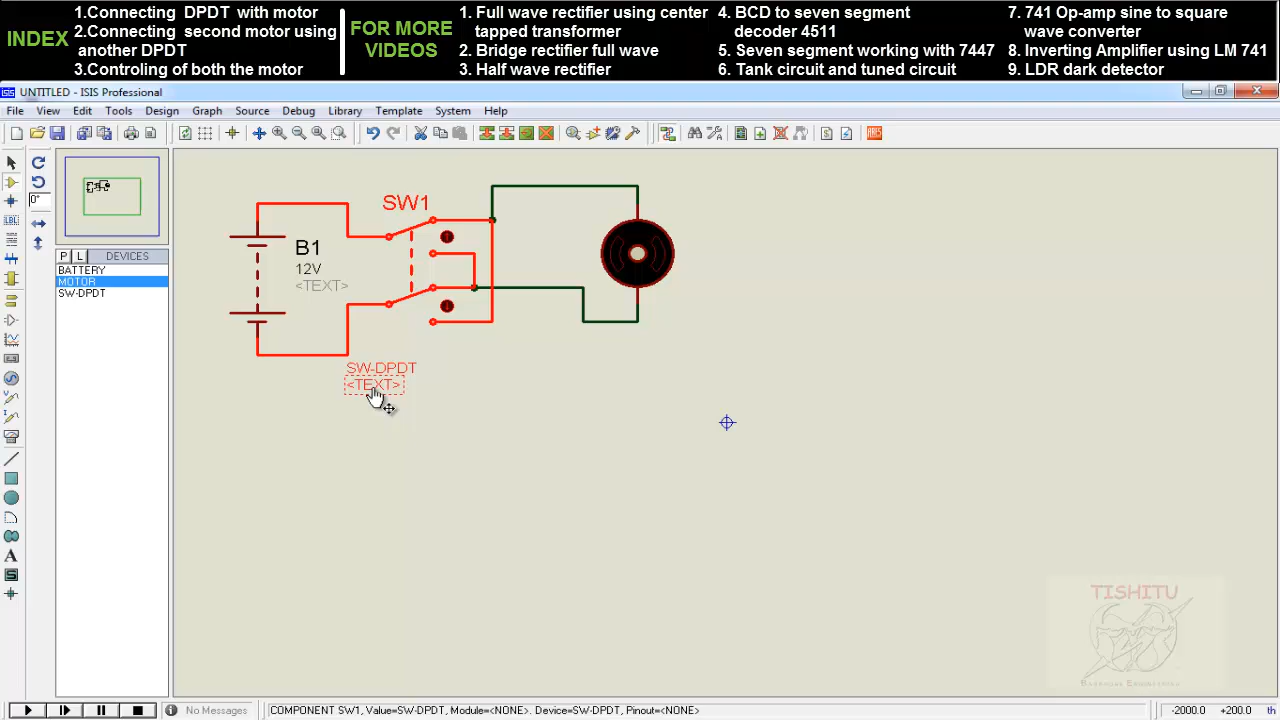 INDEX
1.Connecting DPDT with motor
2.Connecting second motor using
another DPDT
3.Controling of both the motor
FOR MORE
VIDEOS
1. Full wave rectifier using center
tapped transformer
2. Bridge rectifier full wave
3. Half wave rectifier
4. BCD to seven segment
decoder 4511
5. Seven segment working with 7447
6. Tank circuit and tuned circuit
7. 741 Op-amp sine to square
wave converter
8. Inverting Amplifier using LM 741
9. LDR dark detector
UNTITLED - ISIS Professional
File View Edit Tools Design Graph Source Debug Library Template System Help
ARES
0°
LBL
P L DEVICES
BATTERY
MOTOR
SW-DPDT
SW1
B1
12V
<TEXT>
SW-DPDT
<TEXT>
TISHITU
No Messages
COMPONENT SW1, Value=SW-DPDT, Module=<NONE>. Device=SW-DPDT, Pinout=<NONE>
-2000.0 +200.0 th